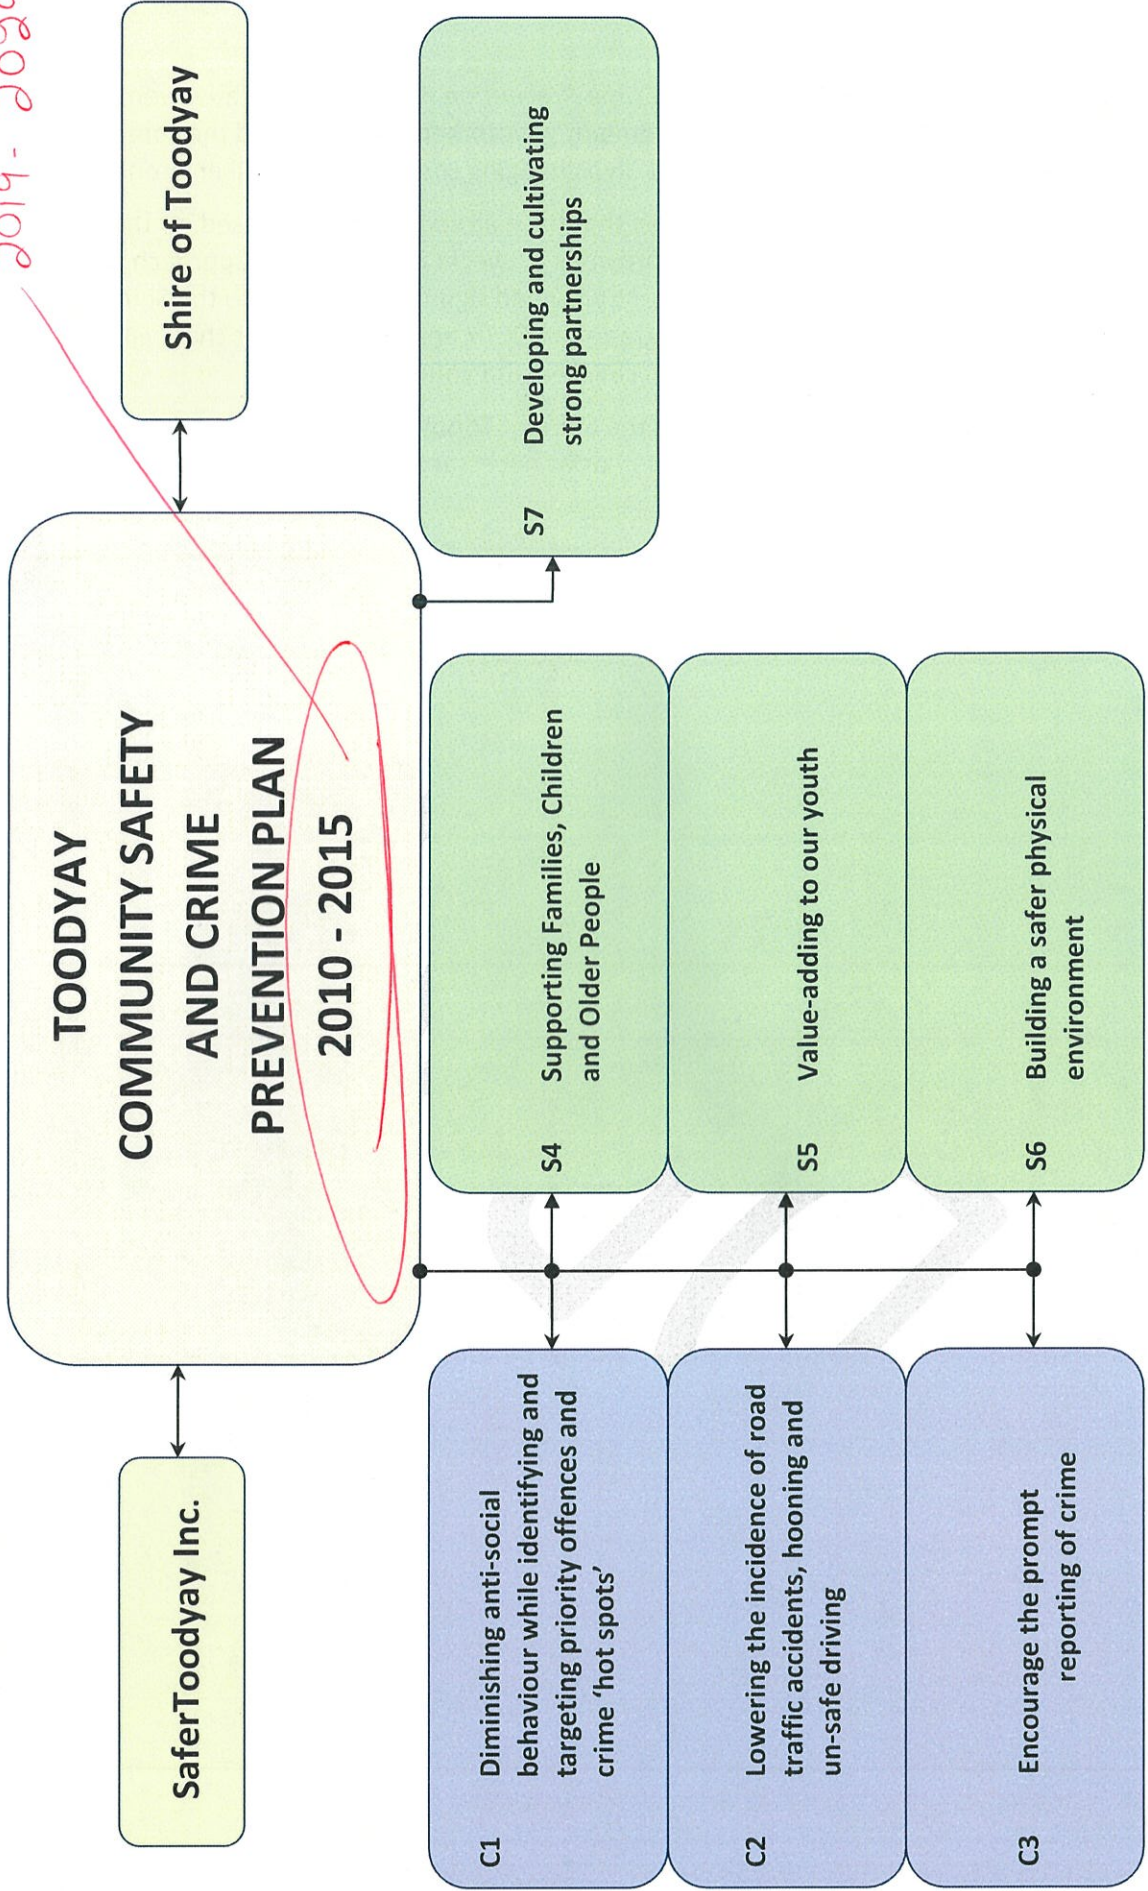 SaferToodyay Inc.
TOODYAY
COMMUNITY SAFETY
AND CRIME
PREVENTION PLAN
2010 - 2015
Shire of Toodyay
C1 Diminishing anti-social
behaviour while identifying and
targeting priority offences and
crime ‘hot spots’
C2 Lowering the incidence of road
traffic accidents, hooning and
un-safe driving
C3 Encourage the prompt
reporting of crime
S4 Supporting Families, Children
and Older People
S5 Value-adding to our youth
S6 Building a safer physical
environment
S7 Developing and cultivating
strong partnerships